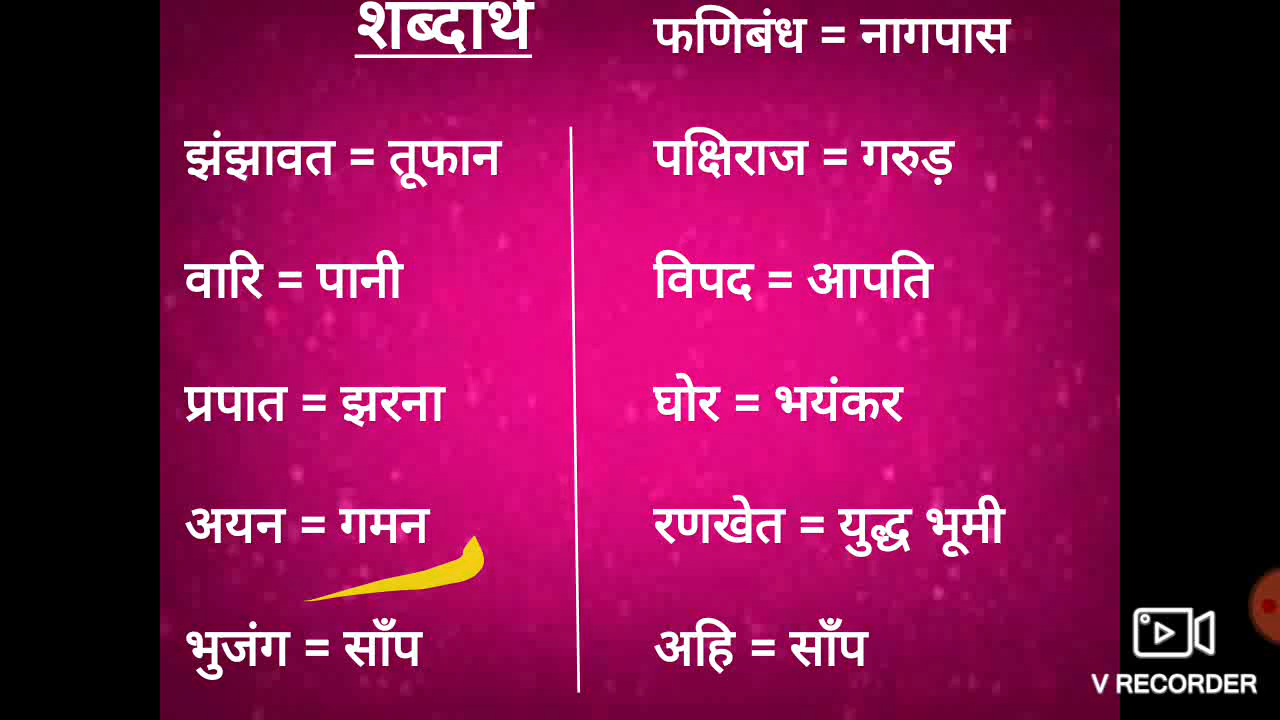 शब्दार्थ
झंझावत = तूफान
वारि = पानी
प्रपात = झरना
अयन = गमन
भुजंग = साँप
फणिबंध = नागपास
पक्षिराज = गरुड़
विपद = आपति
घोर = भयंकर
रणखेत = युद्ध भूमी
अहि = साँप
V RECORDER